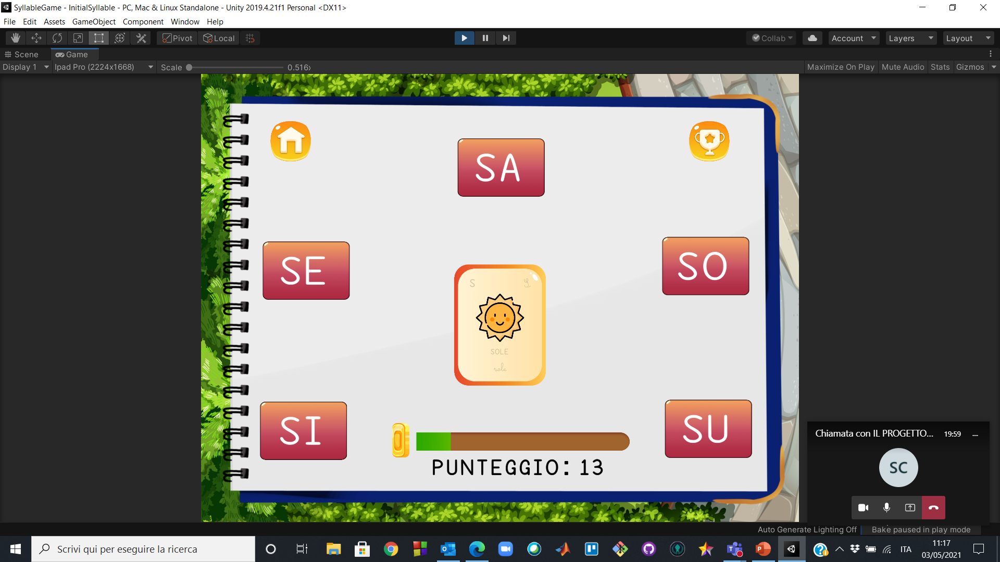 SyllableGame - InitialSyllable - PC, Mac & Linux Standalone - Unity 2019.4.21f1 Personal <DX11>
File Edit Assets GameObject Component Window Help
Pivot Local Collab Account Layers Layout
Scene Game
Display 1 Ipad Pro (2224x1668) Scale 0.516x Maximize On Play Mute Audio Stats Gizmos
SA
SE
SO
S
SOLE
sole
SI
SU
PUNTEGGIO: 13
Chiamata con IL PROGETTO... 19:59
SC
Auto Generate Lighting Off Bake paused in play mode
Scrivi qui per eseguire la ricerca
ITA
11:17
03/05/2021